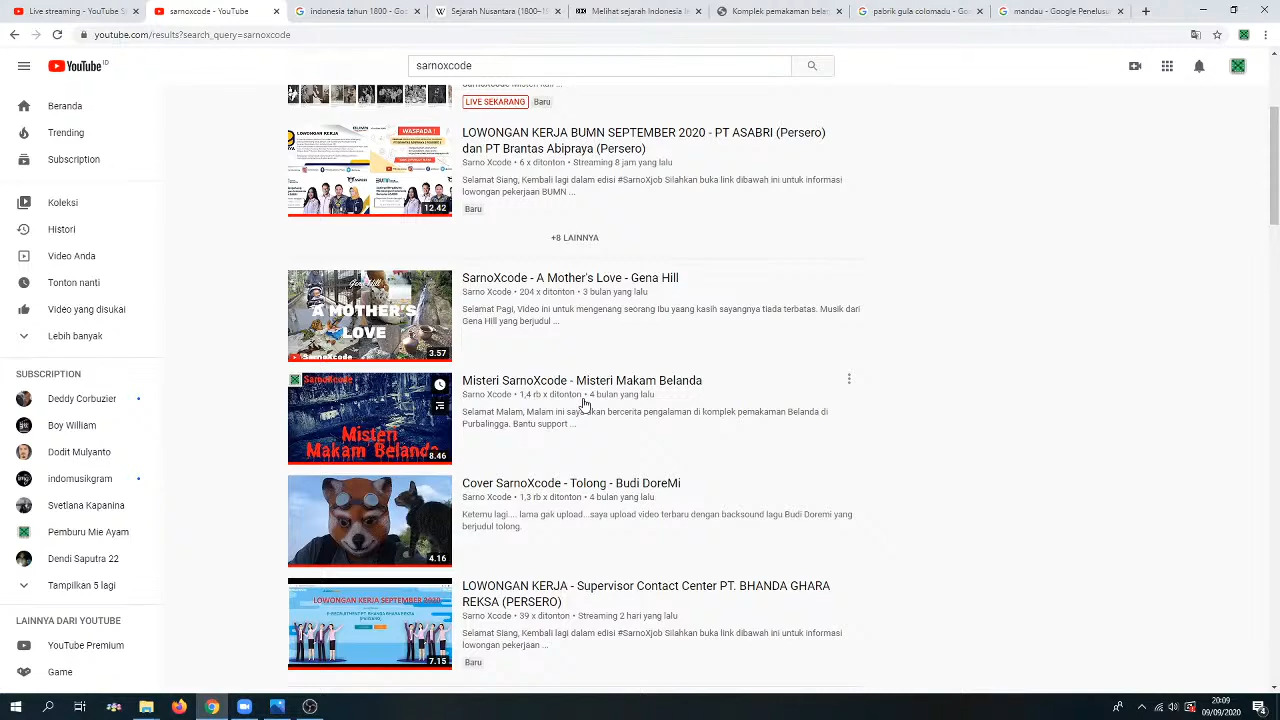 Live streaming - YouTube S
sarnoxcode - YouTube
indonesia tahun 1800 - Go
Sejarah Nusantara (1800–1
Melihat sejarah Indonesia le
Komplek pemakaman belan
pabrik gula colomadu - Go
mandau - Google Penelusu
youtube.com/results?search_query=sarnoxcode
YouTube ID
sarnoxcode
Beranda
Trending
Subscription
Koleksi
Histori
Video Anda
Tonton nanti
Video yang disukai
Lebih banyak
SUBSCRIPTION
Deddy Corbuzier
Boy William
Dodit Mulyanto
indomusikgram
Svetlana Kapanina
Pemburu Mie Ayam
Dendi Saputra 22
Tampilkan 5 lagi
LAINNYA DARI YOUTUBE
YouTube Premium
Game
LIVE SEKARANG Baru
LOWONGAN KERJA
WASPADA !
12.42
LOWONGAN KERJA BUMN SEPTEMBER 2020 - PT ASABRI (Persero)
dan PT Brantas Abipraya (Persero)
Sarno Xcode • 6 x ditonton • Streaming 8 jam yang lalu
Selamat Siang, Kembali lagi dalam edisi #SarnoXjob Silahkan buka link dibawah ini untuk informasi
lowongan pekerjaan BUMN ...
Baru
+8 LAINNYA
Gena Hill
A MOTHER'S
LOVE
SarnoXcode
3.57
SarnoXcode - A Mother's Love - Gena Hill
Sarno Xcode • 204 x ditonton • 3 bulan yang lalu
Selamat Pagi, Video ini untuk mengenang seorang Ibu yaang kasih sayangnya tiada terbatas. Musik dari
Gena Hill yang berjudul ...
SarnoXcode
Misteri
Makam Belanda
8.46
Misteri SarnoXcode - Misteri Makam Belanda
Sarno Xcode • 1,4 rb x ditonton • 4 bulan yang lalu
Selamat Malam, Malam ini saya akan bercerita pengalaman di komplek pemakaman Belanda di
Purbalingga. Bantu support ...
4.16
Cover SarnoXcode - Tolong - Budi DoreMi
Sarno Xcode • 1,3 rb x ditonton • 4 bulan yang lalu
Ketemu lagi.... lama gak upload...saya upload video terbaru dengan backsound lagu Budi Doremi yang
berjudul tolong.
LOWONGAN KERJA SEPTEMBER 2020
7.15
LOWONGAN KERJA - Supervisor Contact Center PT. BHANDA GHARA
REKSA (PERSERO)
Sarno Xcode • 39 x ditonton • Streaming 2 hari yang lalu
Selamat SIang, Kembali lagi dalam edisi #SarnoXjob Silahkan buka link dibawah ini untuk informasi
lowongan pekerjaan ...
Baru
20:09
09/09/2020